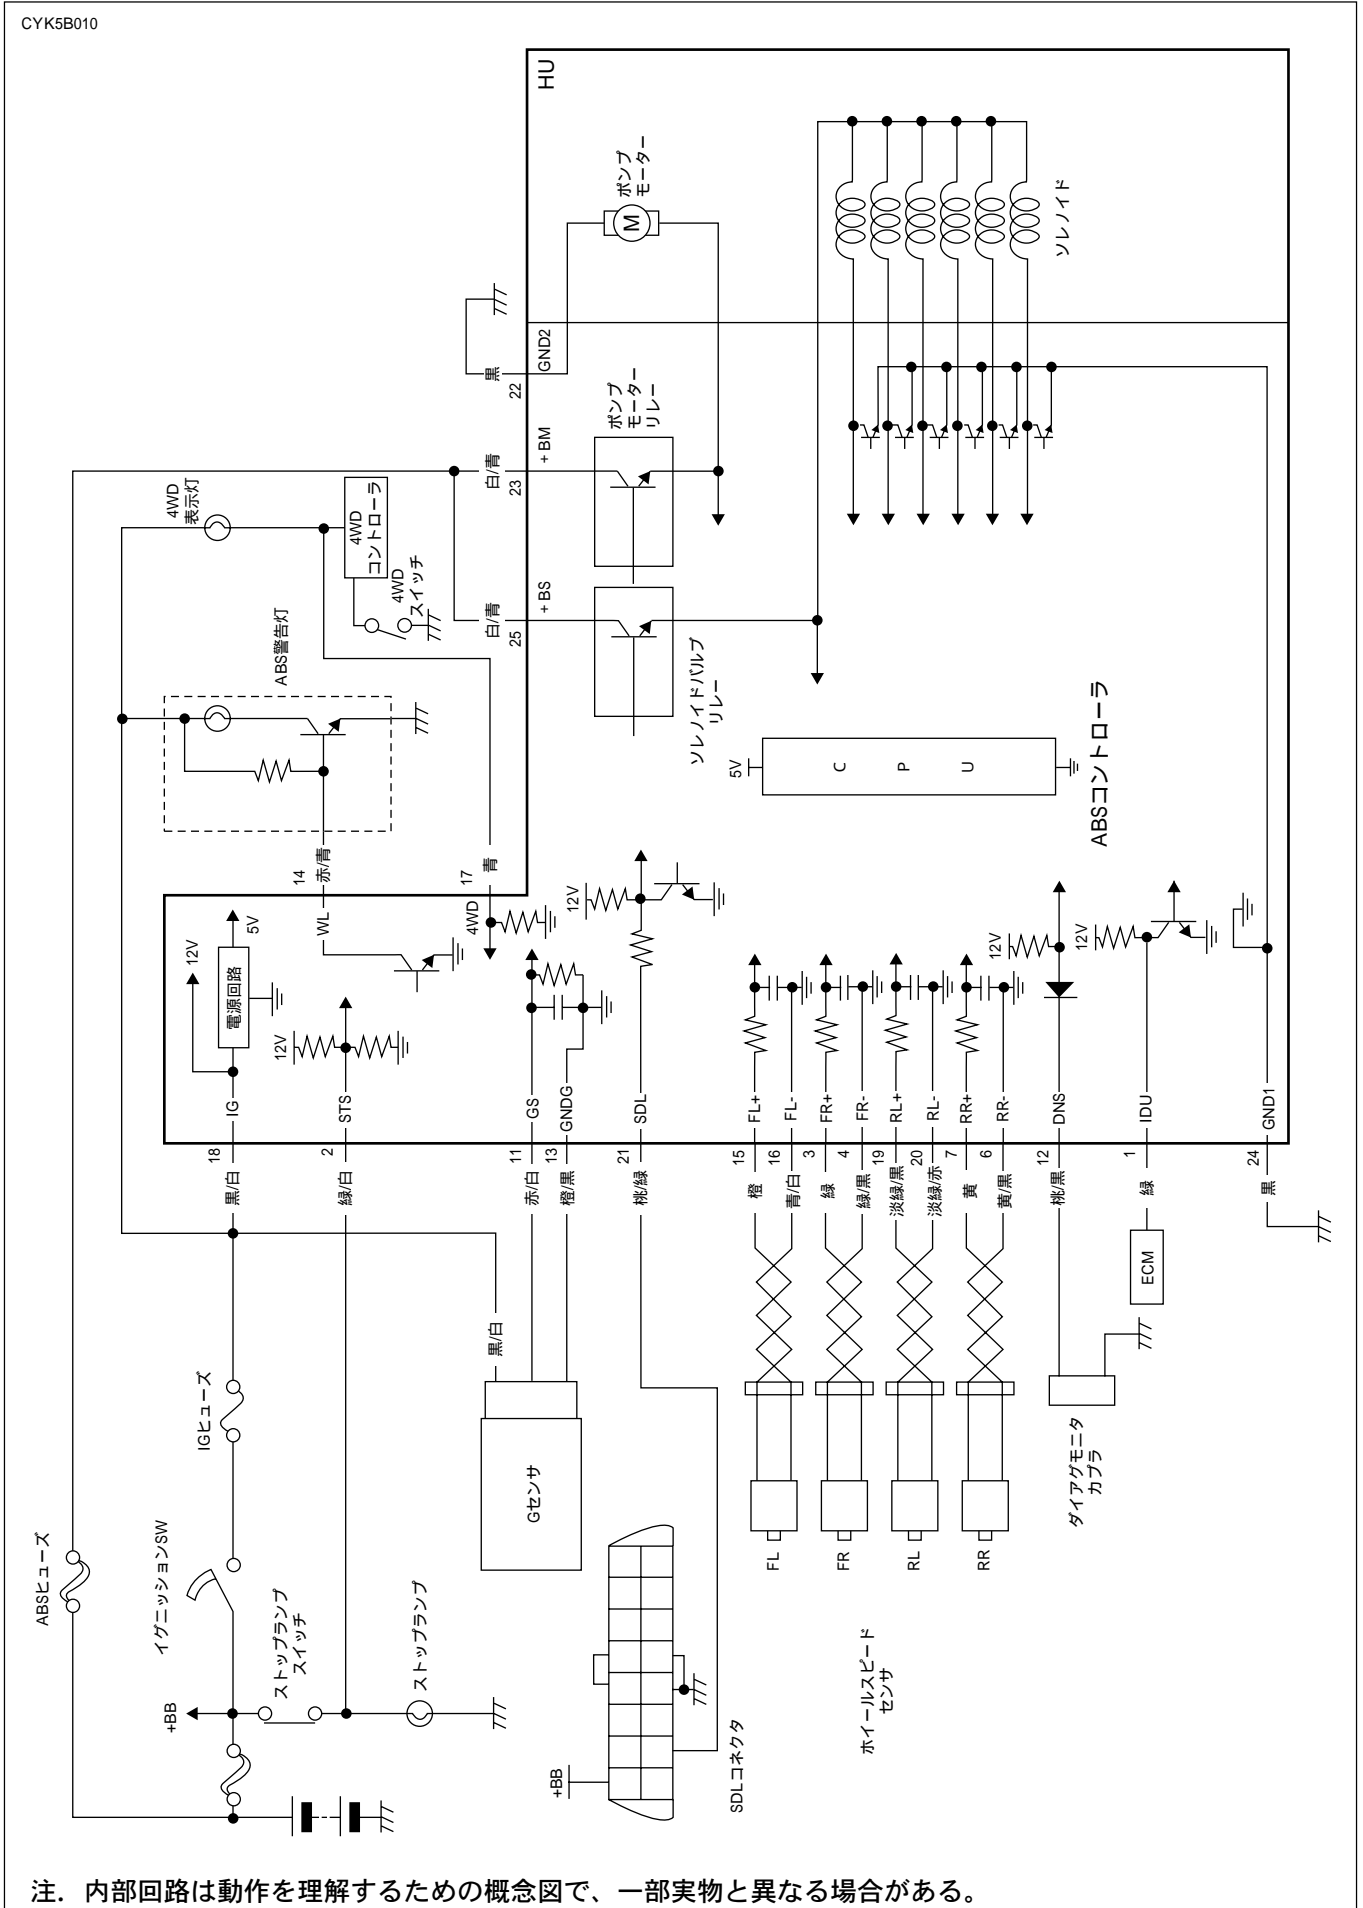 CYK5B010
HU
ポンプ
モーター
M
ソレノイド
黒
22
GND2
ポンプ
モーター
リレー
白/青
23
+BM
4WD
表示灯
4WD
コントローラ
4WD
スイッチ
白/青
25
+BS
ABS警告灯
ソレノイドバルブ
リレー
5V
C P U
ABSコントローラ
14
赤/青
17
青
WL
4WD
12V
5V
電源回路
12V
12V
12V
12V
IG
STS
GS
GNDG
SDL
FL+
FL-
FR+
FR-
RL+
RL-
RR+
RR-
DNS
IDU
GND1
18
2
11
13
21
15
16
3
4
19
20
7
6
12
1
24
黒/白
緑/白
赤/白
橙/黒
桃/緑
橙
青/白
緑
緑/黒
淡緑/黒
淡緑/赤
黄
黄/黒
桃/黒
緑
黒
ECM
黒/白
IGヒューズ
Gセンサ
ダイアグモニタ
カプラ
ABSヒューズ
イグニッションSW
FL
FR
RL
RR
ストップランプ
スイッチ
ストップランプ
+BB
ホイールスピード
センサ
+BB
SDLコネクタ
注. 内部回路は動作を理解するための概念図で、一部実物と異なる場合がある。